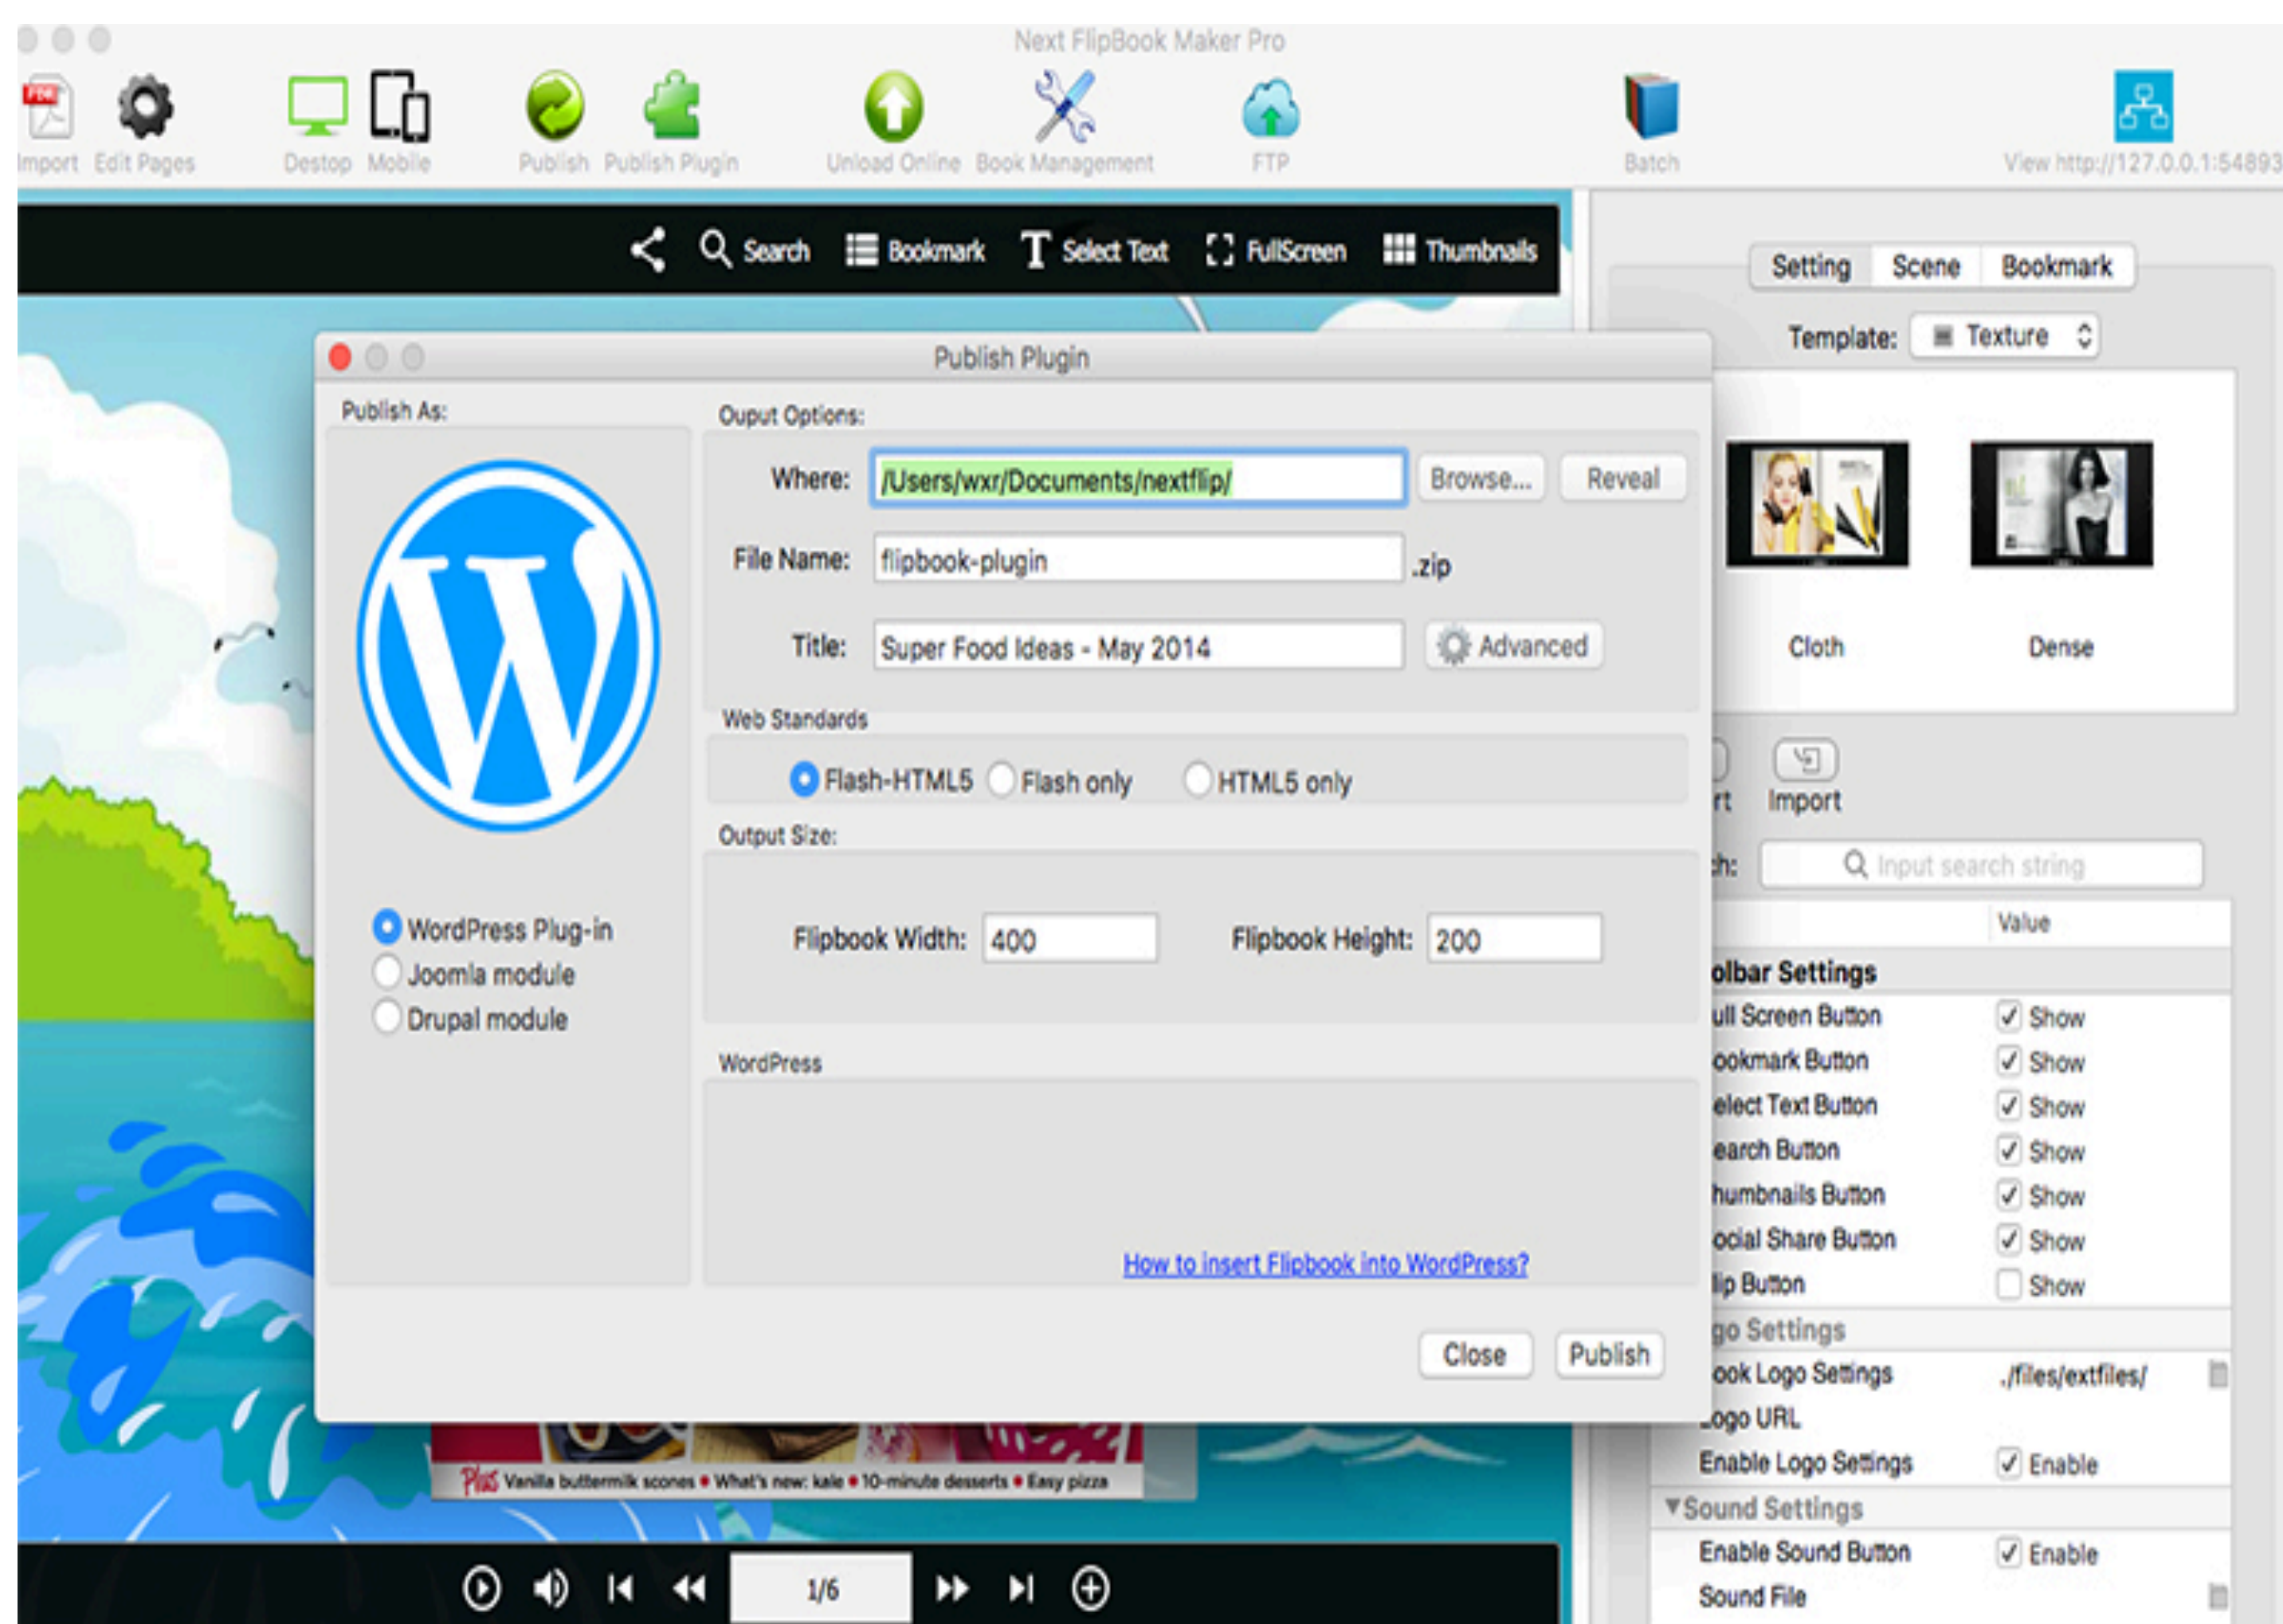 Next FlipBook Maker Pro
PDF
Import Edit Pages Destop Mobile Publish Publish Plugin Unload Online Book Management FTP Batch View http://127.0.0.1:54893
Search Bookmark Select Text FullScreen Thumbnails
Setting Scene Bookmark
Template: Texture
Cloth Dense
rt Import
ch: Input search string
Value
olbar Settings
ull Screen Button Show
ookmark Button Show
elect Text Button Show
earch Button Show
humbnails Button Show
ocial Share Button Show
lip Button Show
go Settings
ook Logo Settings ./files/extfiles/
ogo URL
Enable Logo Settings Enable
Sound Settings
Enable Sound Button Enable
Sound File
Publish Plugin
Publish As:
WordPress Plug-in
Joomla module
Drupal module
Ouput Options:
Where: /Users/wxr/Documents/nextflip/ Browse... Reveal
File Name: flipbook-plugin .zip
Title: Super Food Ideas - May 2014 Advanced
Web Standards
Flash-HTML5 Flash only HTML5 only
Output Size:
Flipbook Width: 400 Flipbook Height: 200
WordPress
How to insert Flipbook into WordPress?
Close Publish
Plus Vanilla buttermilk scones • What's new: kale • 10-minute desserts • Easy pizza
1/6